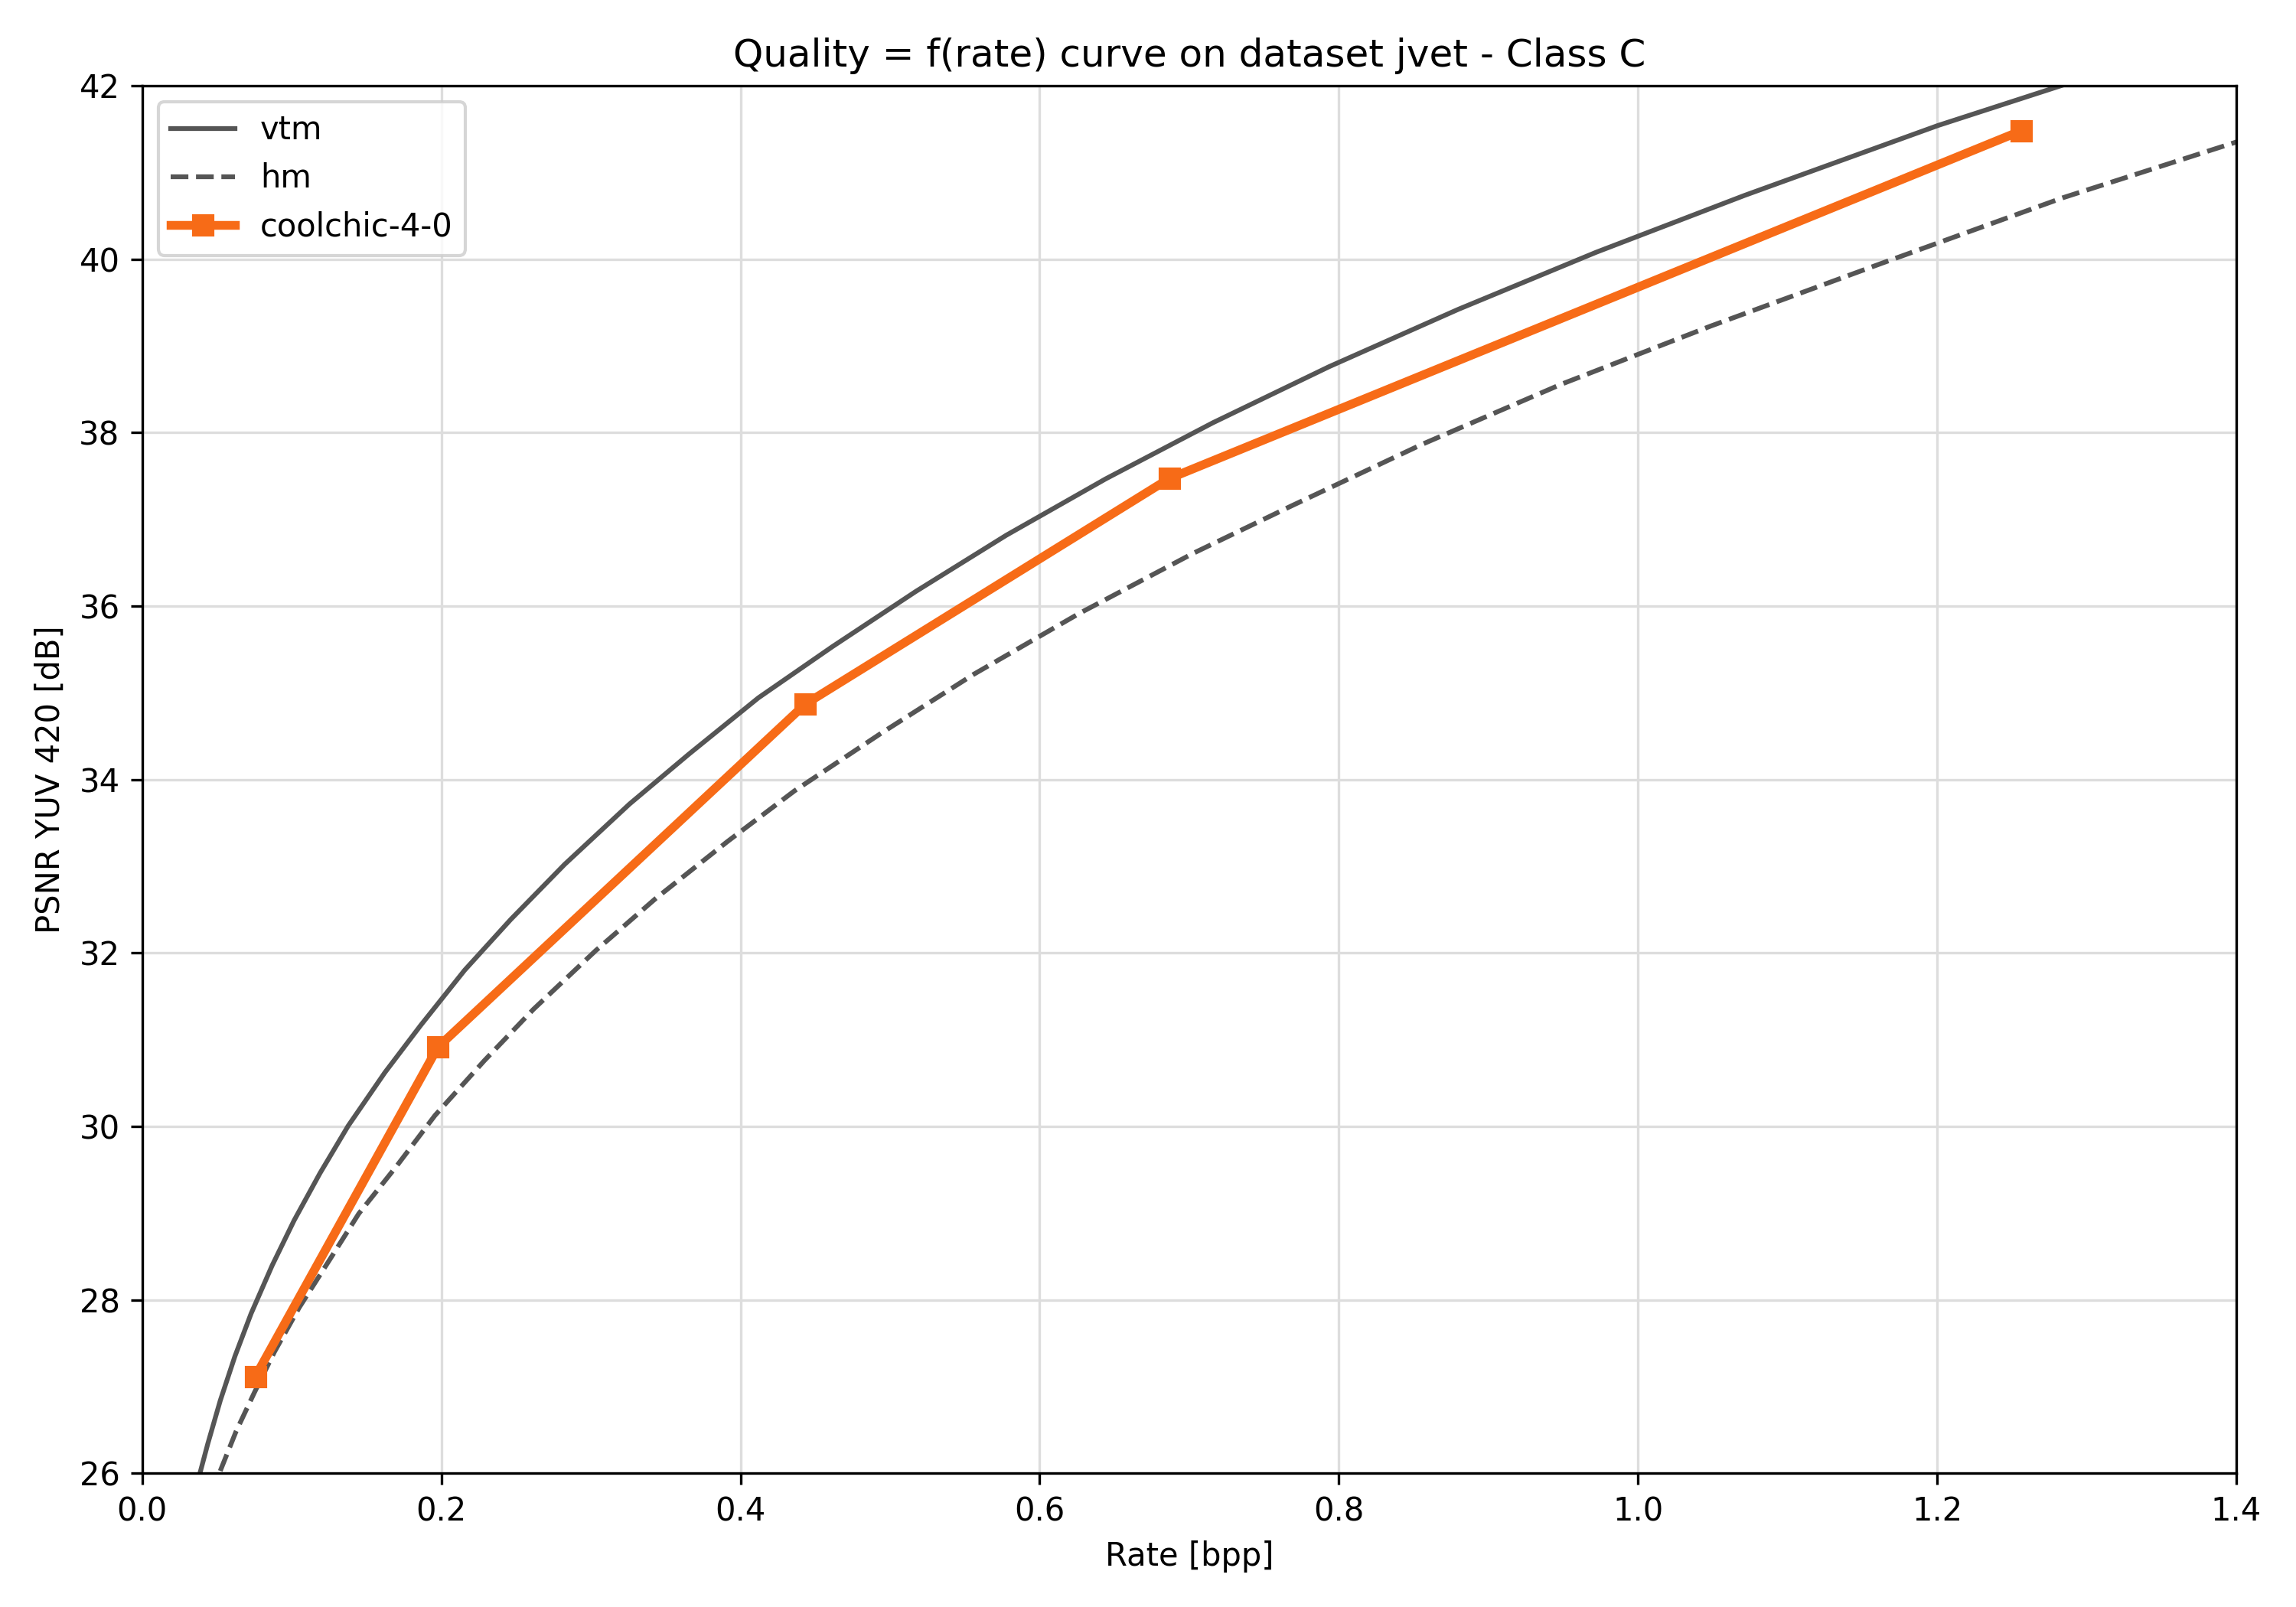 Quality = f(rate) curve on dataset jvet - Class C
vtm
hm
coolchic-4-0
PSNR YUV 420 [dB]
42
40
38
36
34
32
30
28
26
0.0 0.2 0.4 0.6 0.8 1.0 1.2 1.4
Rate [bpp]